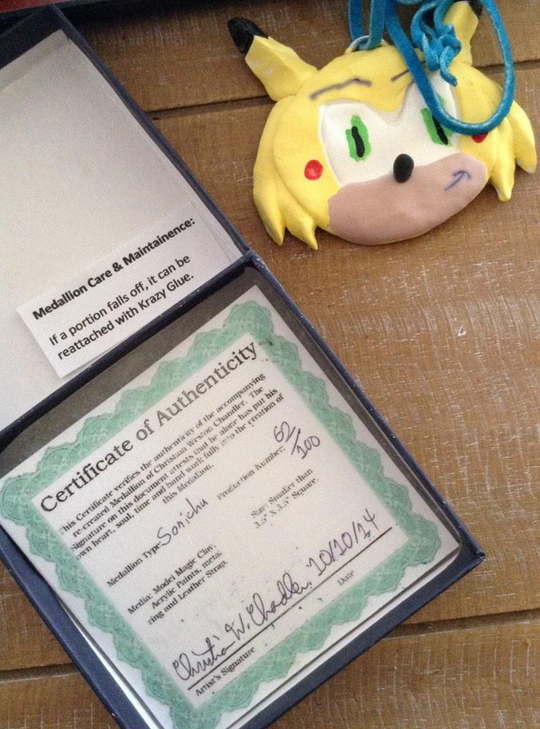 Medallion Care & Maintainence:
If a portion falls off, it can be
reattached with Krazy Glue.
Certificate of Authenticity
This Certificate verifies the authenticity of the accompanying
re-created Medallion of Christian Weston Chandler. The
Signature on this document attests that he alone has put his
own heart, soul, time and hand work fully into the creation of
this Medallion.
Medallion Type: Sonichu
Production Number: 62/100
Media: Model Magic Clay,
Acrylic Paints, metal
ring and Leather Strap.
Size: Smaller than
3.5" X 3.5" Square.
Christian W. Chandler 10/10/14
Artist's Signature
Date